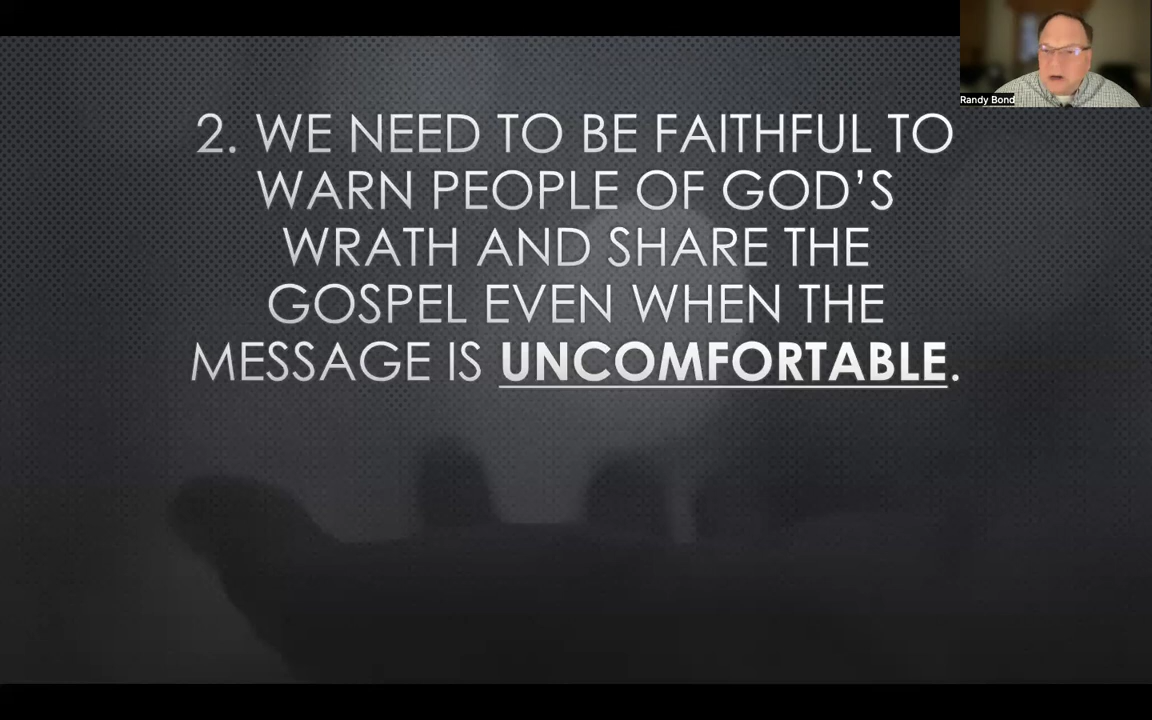 Randy Bond
2. WE NEED TO BE FAITHFUL TO
WARN PEOPLE OF GOD’S
WRATH AND SHARE THE
GOSPEL EVEN WHEN THE
MESSAGE IS UNCOMFORTABLE.